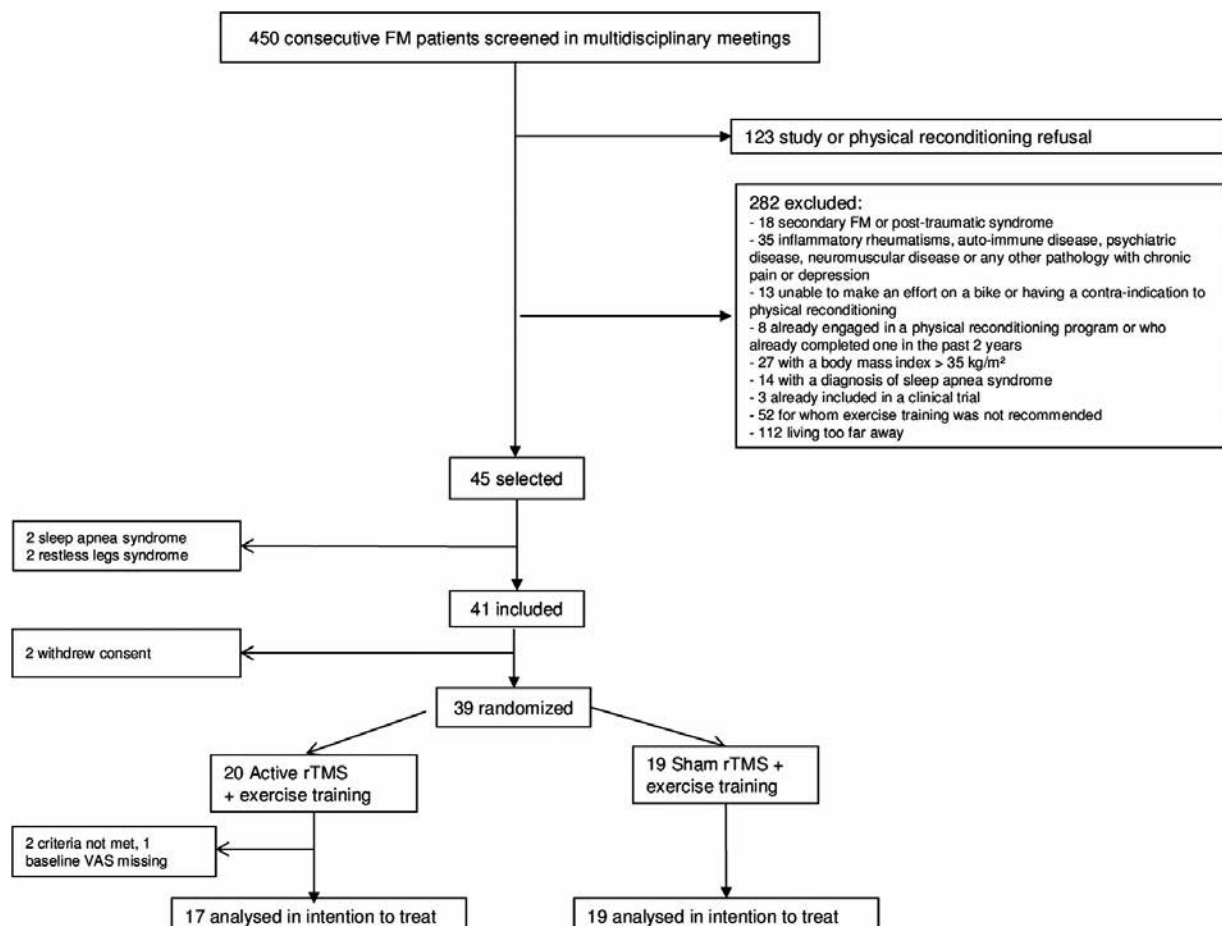 450 consecutive FM patients screened in multidisciplinary meetings
123 study or physical reconditioning refusal
282 excluded:
- 18 secondary FM or post-traumatic syndrome
- 35 inflammatory rheumatisms, auto-immune disease, psychiatric
disease, neuromuscular disease or any other pathology with chronic
pain or depression
- 13 unable to make an effort on a bike or having a contra-indication to
physical reconditioning
- 8 already engaged in a physical reconditioning program or who
already completed one in the past 2 years
- 27 with a body mass index > 35 kg/m²
- 14 with a diagnosis of sleep apnea syndrome
- 3 already included in a clinical trial
- 52 for whom exercise training was not recommended
- 112 living too far away
45 selected
2 sleep apnea syndrome
2 restless legs syndrome
41 included
2 withdrew consent
39 randomized
20 Active rTMS
+ exercise training
19 Sham rTMS +
exercise training
2 criteria not met, 1
baseline VAS missing
17 analysed in intention to treat
19 analysed in intention to treat